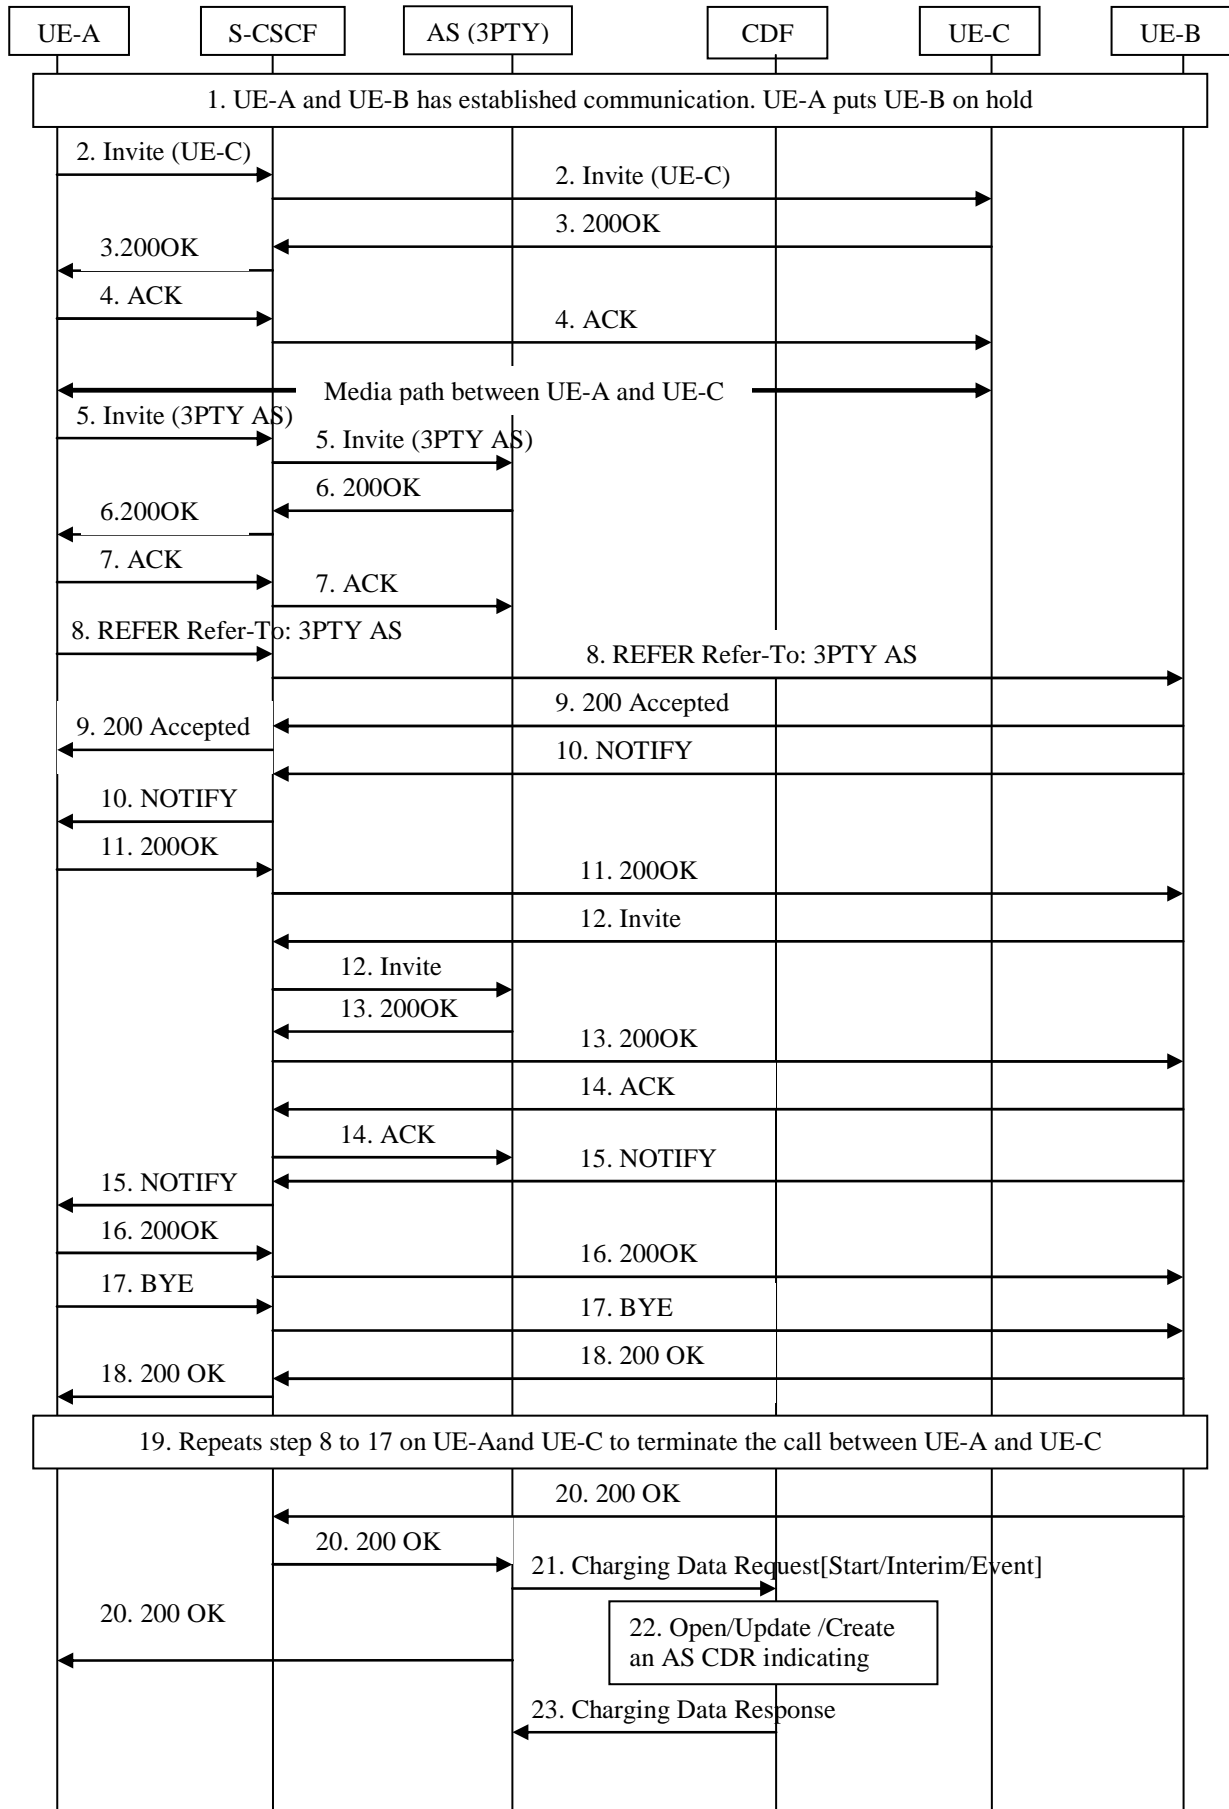 UE-A
S-CSCF
AS (3PTY)
CDF
UE-C
UE-B
1. UE-A and UE-B has established communication. UE-A puts UE-B on hold
2. Invite (UE-C)
2. Invite (UE-C)
3. 200OK
3.200OK
4. ACK
4. ACK
Media path between UE-A and UE-C
5. Invite (3PTY AS)
5. Invite (3PTY AS)
6. 200OK
6.200OK
7. ACK
7. ACK
8. REFER Refer-To: 3PTY AS
8. REFER Refer-To: 3PTY AS
9. 200 Accepted
9. 200 Accepted
10. NOTIFY
10. NOTIFY
11. 200OK
11. 200OK
12. Invite
12. Invite
13. 200OK
13. 200OK
14. ACK
14. ACK
15. NOTIFY
15. NOTIFY
16. 200OK
16. 200OK
17. BYE
17. BYE
18. 200 OK
18. 200 OK
19. Repeats step 8 to 17 on UE-Aand UE-C to terminate the call between UE-A and UE-C
20. 200 OK
20. 200 OK
21. Charging Data Request[Start/Interim/Event]
20. 200 OK
22. Open/Update /Create
an AS CDR indicating
23. Charging Data Response